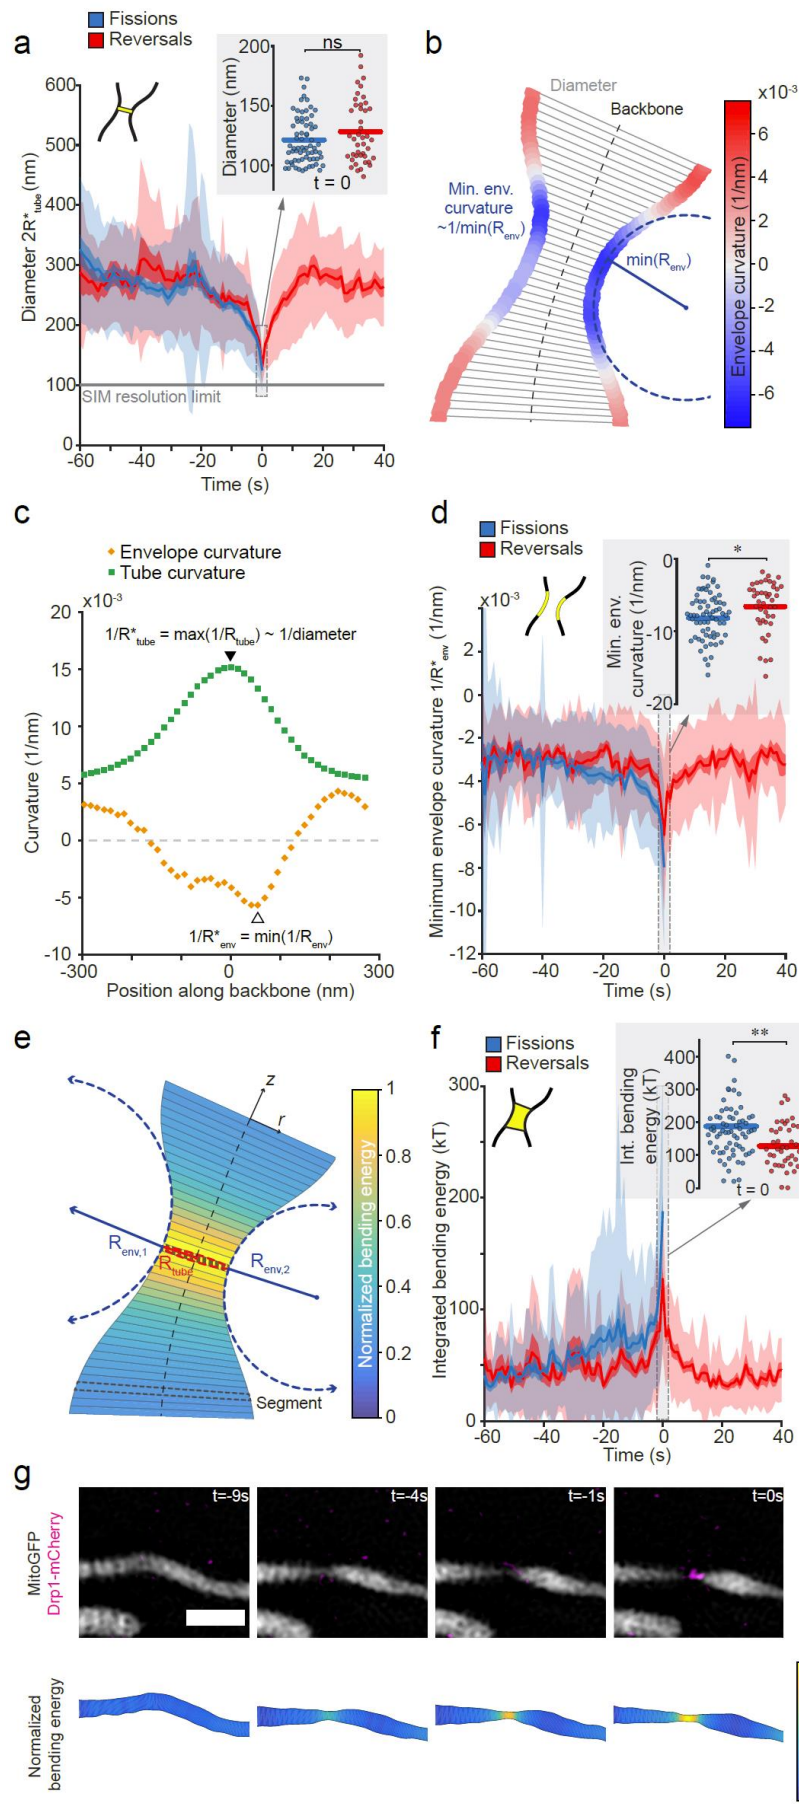 a
Fissions
Reversals
600
500
400
300
200
100
0
Diameter 2R*tube (nm)
200
150
100
Diameter (nm)
ns
t = 0
SIM resolution limit
-60
-40
-20
0
20
40
Time (s)
b
Diameter
Backbone
Min. env.
curvature
~1/min(Renv)
min(Renv)
x10-3
6
4
2
0
-2
-4
-6
Envelope curvature (1/nm)
c
Envelope curvature
Tube curvature
x10-3
20
15
10
5
0
-5
-10
Curvature (1/nm)
1/R*tube = max(1/Rtube) ~ 1/diameter
1/R*env = min(1/Renv)
-300
0
300
Position along backbone (nm)
d
Fissions
Reversals
x10-3
2
0
-2
-4
-6
-8
-10
-12
Minimum envelope curvature 1/R*env (1/nm)
0
-10
-20
Min. env.
curvature (1/nm)
*
-60
-40
-20
0
20
40
Time (s)
e
z
r
Renv,1
Rtube
Renv,2
Segment
1
0.8
0.6
0.4
0.2
0
Normalized bending energy
f
Fissions
Reversals
300
200
100
0
Integrated bending energy (kT)
400
300
200
100
0
Int. bending
energy (kT)
**
t = 0
-60
-40
-20
0
20
40
Time (s)
g
MitoGFP
Drp1-mCherry
t=-9s
t=-4s
t=-1s
t=0s
Normalized
bending energy